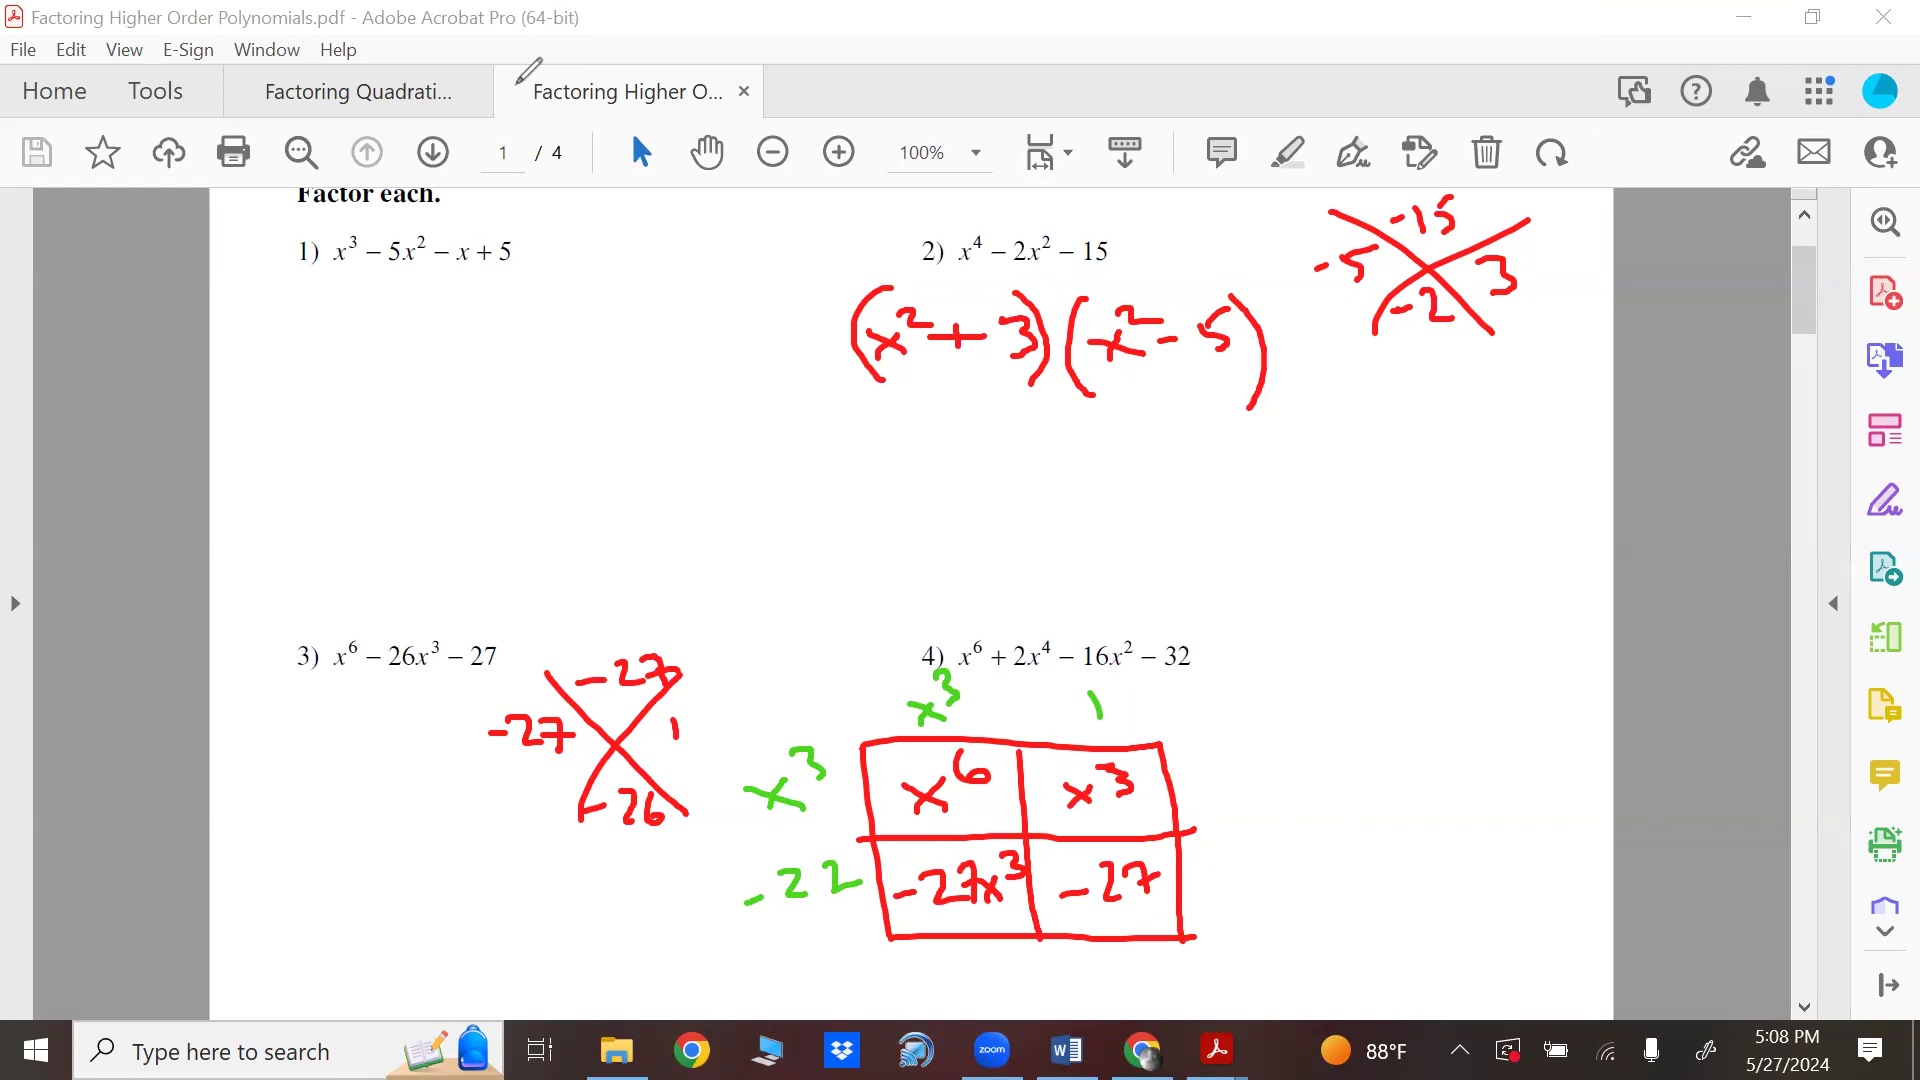 Factoring Higher Order Polynomials.pdf - Adobe Acrobat Pro (64-bit)
File Edit View E-Sign Window Help
Home Tools Factoring Quadrati... Factoring Higher O... ×
1 / 4 100%
Factor each.
1) x³ − 5x² − x + 5
2) x⁴ − 2x² − 15
-15
-5 3
-2
(x² + 3)(x² - 5)
3) x⁶ − 26x³ − 27
-27
-27 1
-26
4) x⁶ + 2x⁴ − 16x² − 32
x³ 1
x³ x⁶ x³
-22 -27x³ -27
Type here to search
zoom
88°F
5:08 PM
5/27/2024